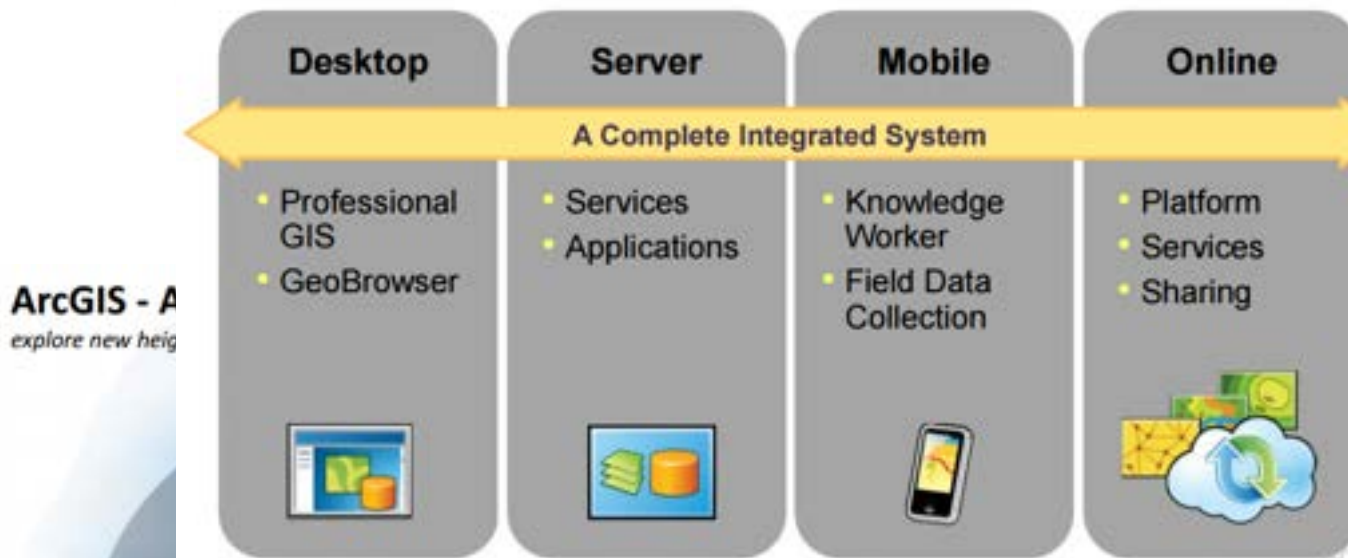 Desktop
Server
Mobile
Online
A Complete Integrated System
• Professional
GIS
• GeoBrowser
• Services
• Applications
• Knowledge
Worker
• Field Data
Collection
• Platform
• Services
• Sharing
ArcGIS - A
explore new heig